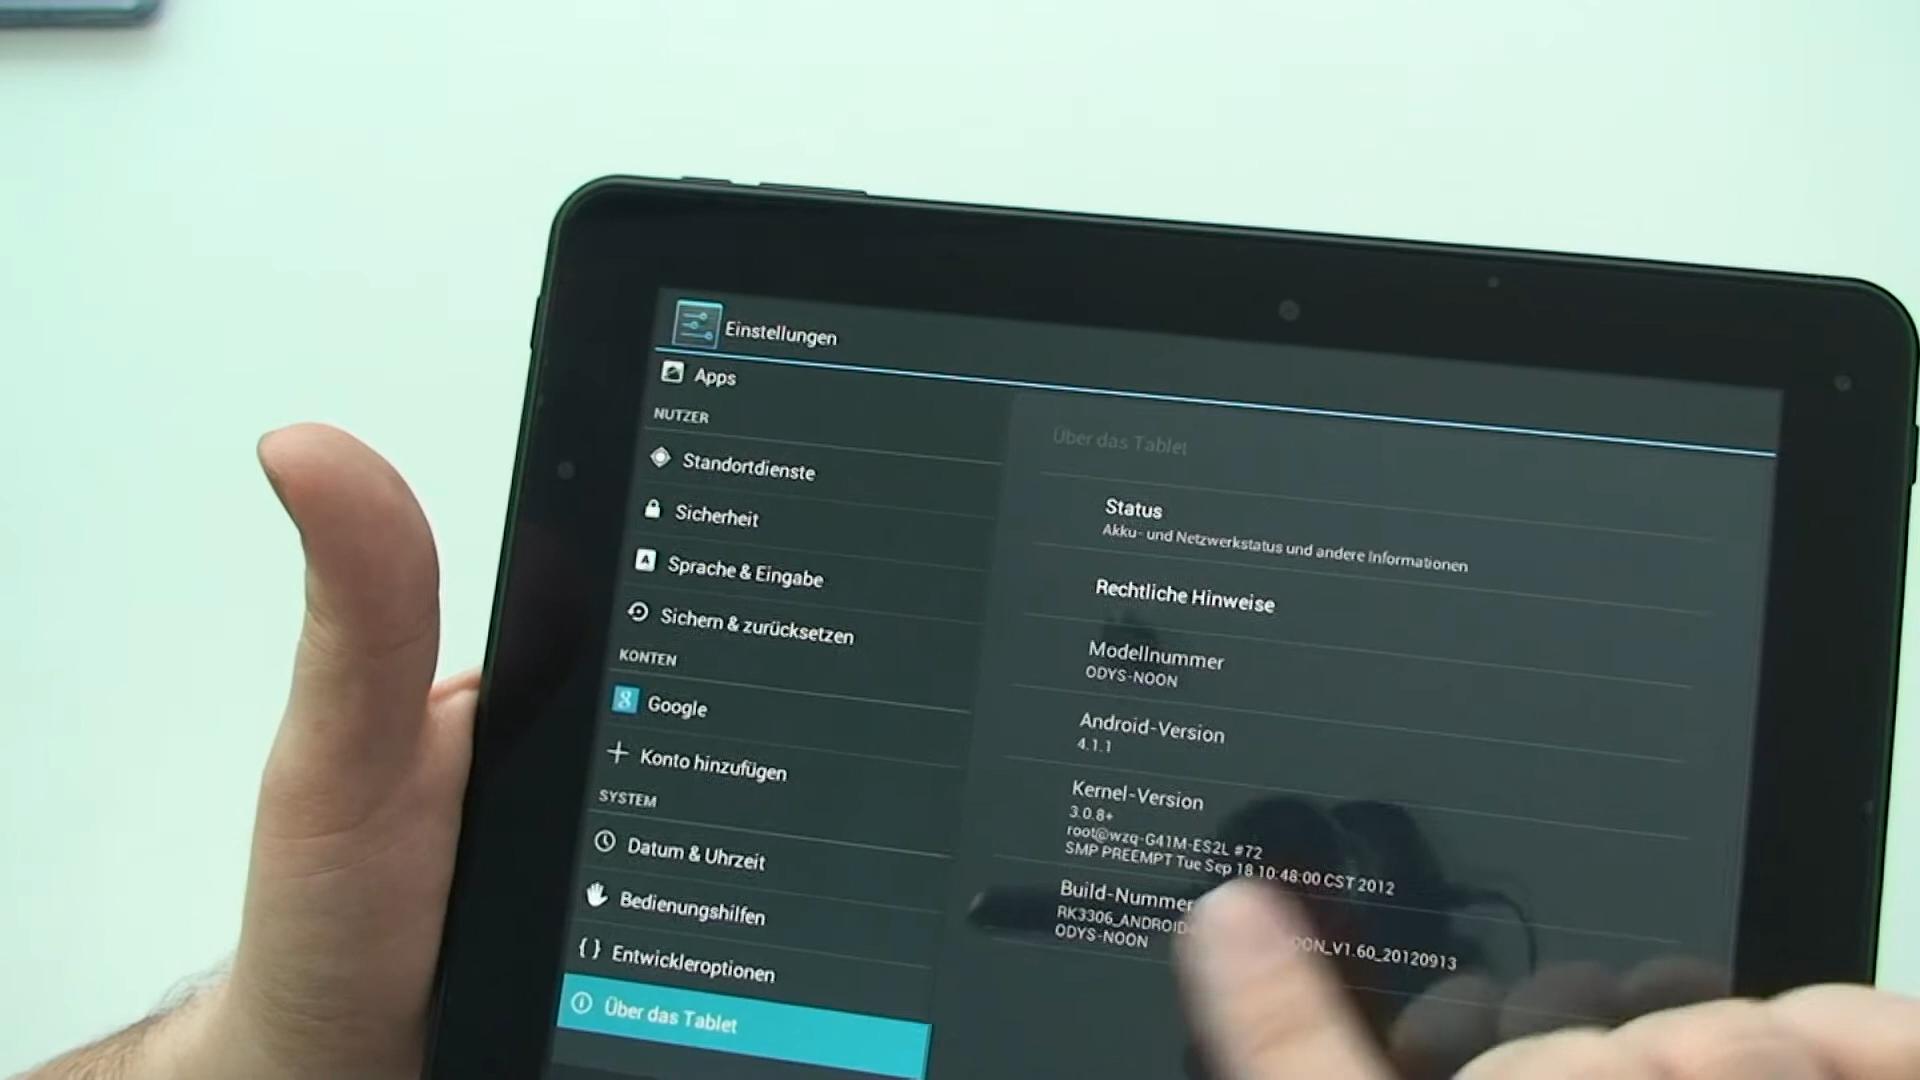 Einstellungen
Apps
NUTZER
Standortdienste
Sicherheit
Sprache & Eingabe
Sichern & zurücksetzen
KONTEN
Google
Konto hinzufügen
SYSTEM
Datum & Uhrzeit
Bedienungshilfen
Entwickleroptionen
Über das Tablet
Über das Tablet
Status
Akku- und Netzwerkstatus und andere Informationen
Rechtliche Hinweise
Modellnummer
ODYS-NOON
Android-Version
4.1.1
Kernel-Version
3.0.8+
root@wzq-G41M-ES2L #72
SMP PREEMPT Tue Sep 18 10:48:00 CST 2012
Build-Nummer
RK3306_ANDROID OON_V1.60_20120913
ODYS-NOON